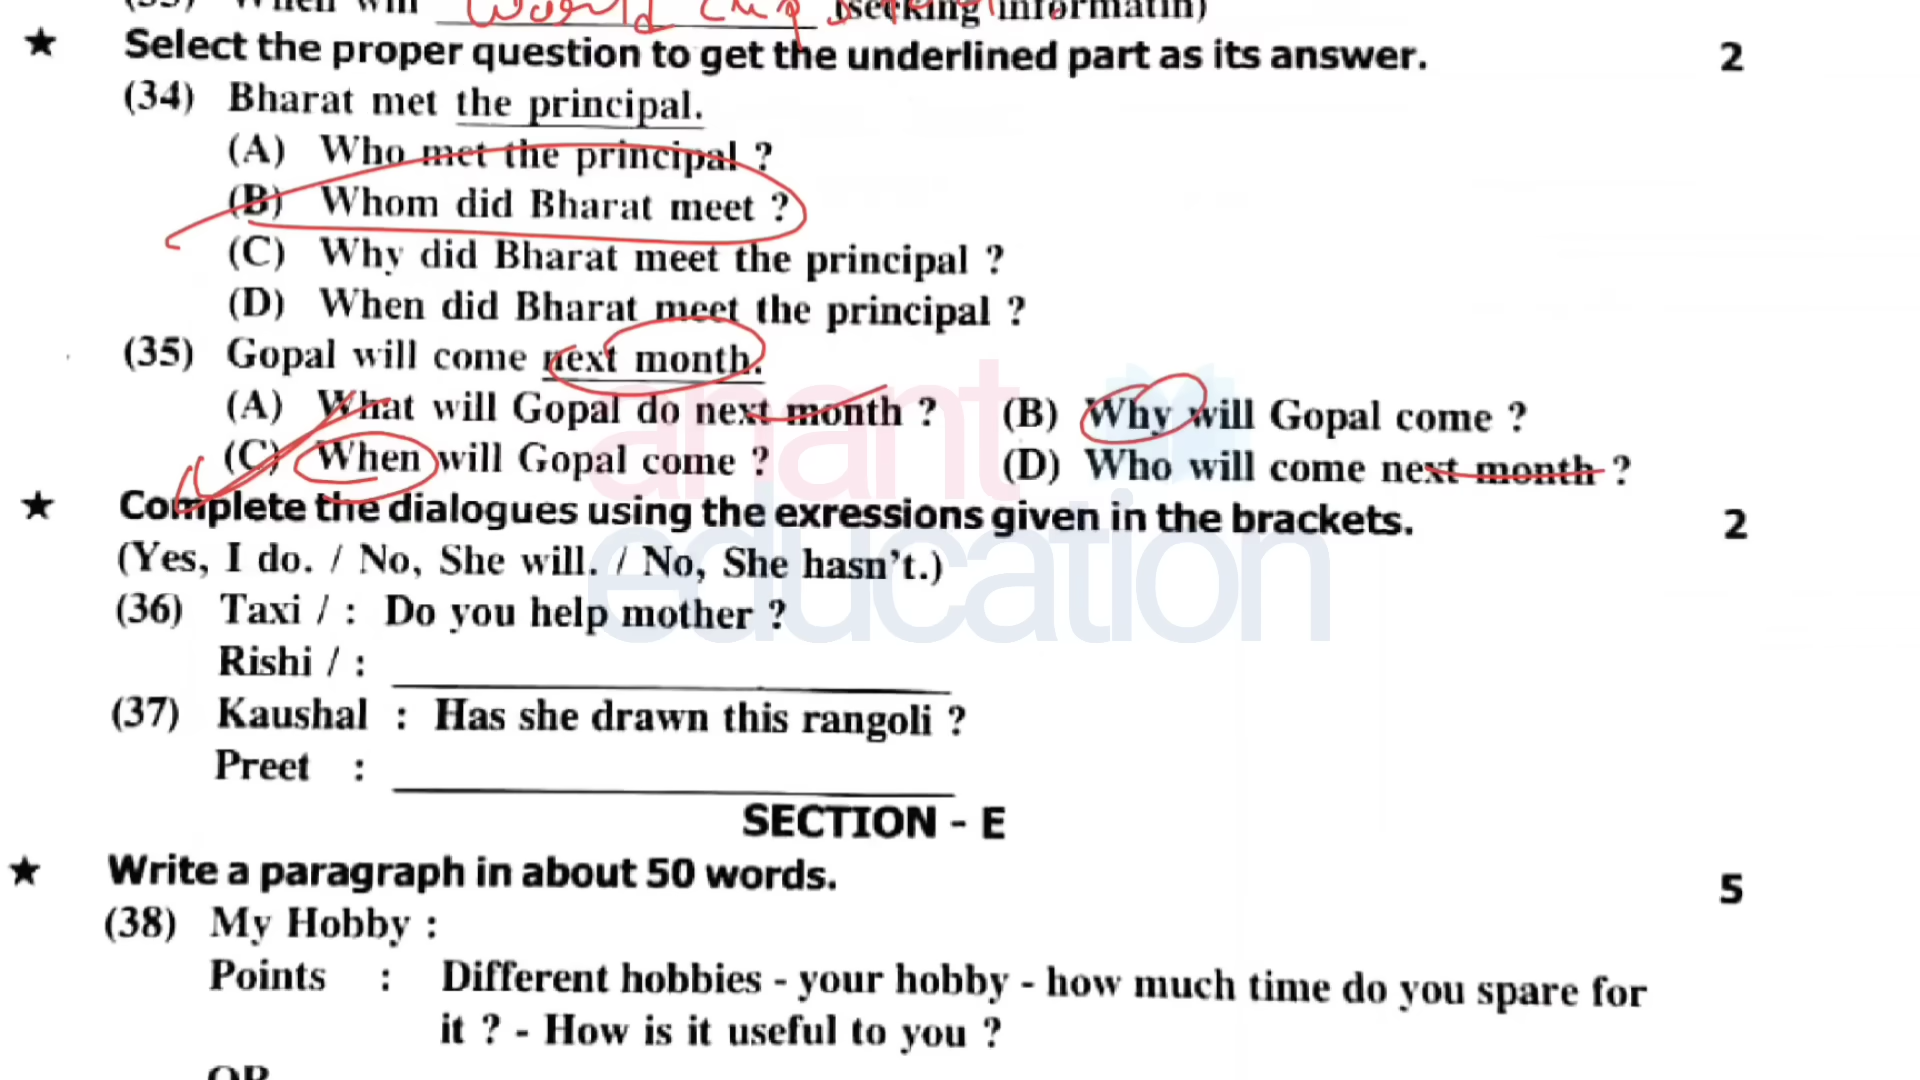 (seeking informatin)
★ Select the proper question to get the underlined part as its answer. 2
(34) Bharat met the principal.
(A) Who met the principal ?
(B) Whom did Bharat meet ?
(C) Why did Bharat meet the principal ?
(D) When did Bharat meet the principal ?
(35) Gopal will come next month.
(A) What will Gopal do next month ? (B) Why will Gopal come ?
(C) When will Gopal come ? (D) Who will come next month ?
★ Complete the dialogues using the exressions given in the brackets. 2
(Yes, I do. / No, She will. / No, She hasn't.)
(36) Taxi / : Do you help mother ?
Rishi / :
(37) Kaushal : Has she drawn this rangoli ?
Preet :
SECTION - E
★ Write a paragraph in about 50 words. 5
(38) My Hobby :
Points : Different hobbies - your hobby - how much time do you spare for
it ? - How is it useful to you ?
OR
anant
education